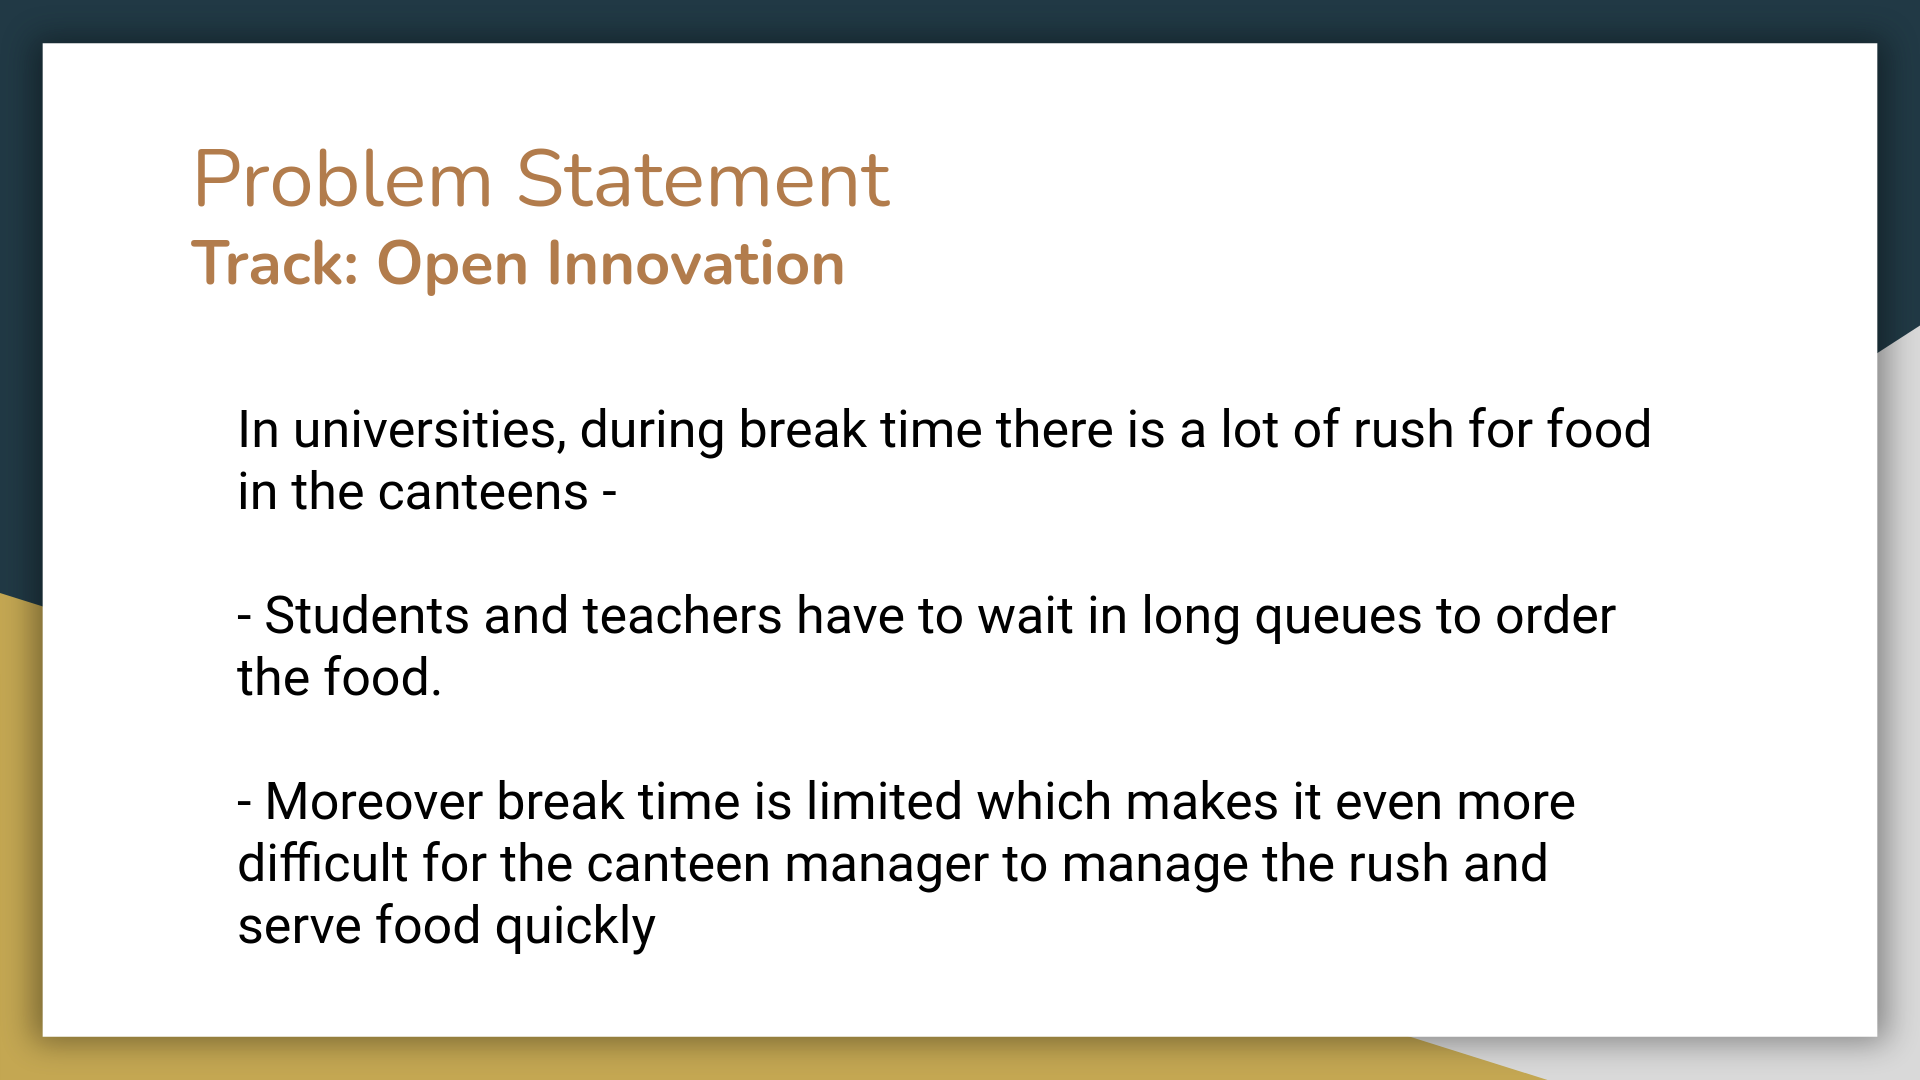 Problem Statement
Track: Open Innovation
In universities, during break time there is a lot of rush for food
in the canteens -
- Students and teachers have to wait in long queues to order
the food.
- Moreover break time is limited which makes it even more
difficult for the canteen manager to manage the rush and
serve food quickly